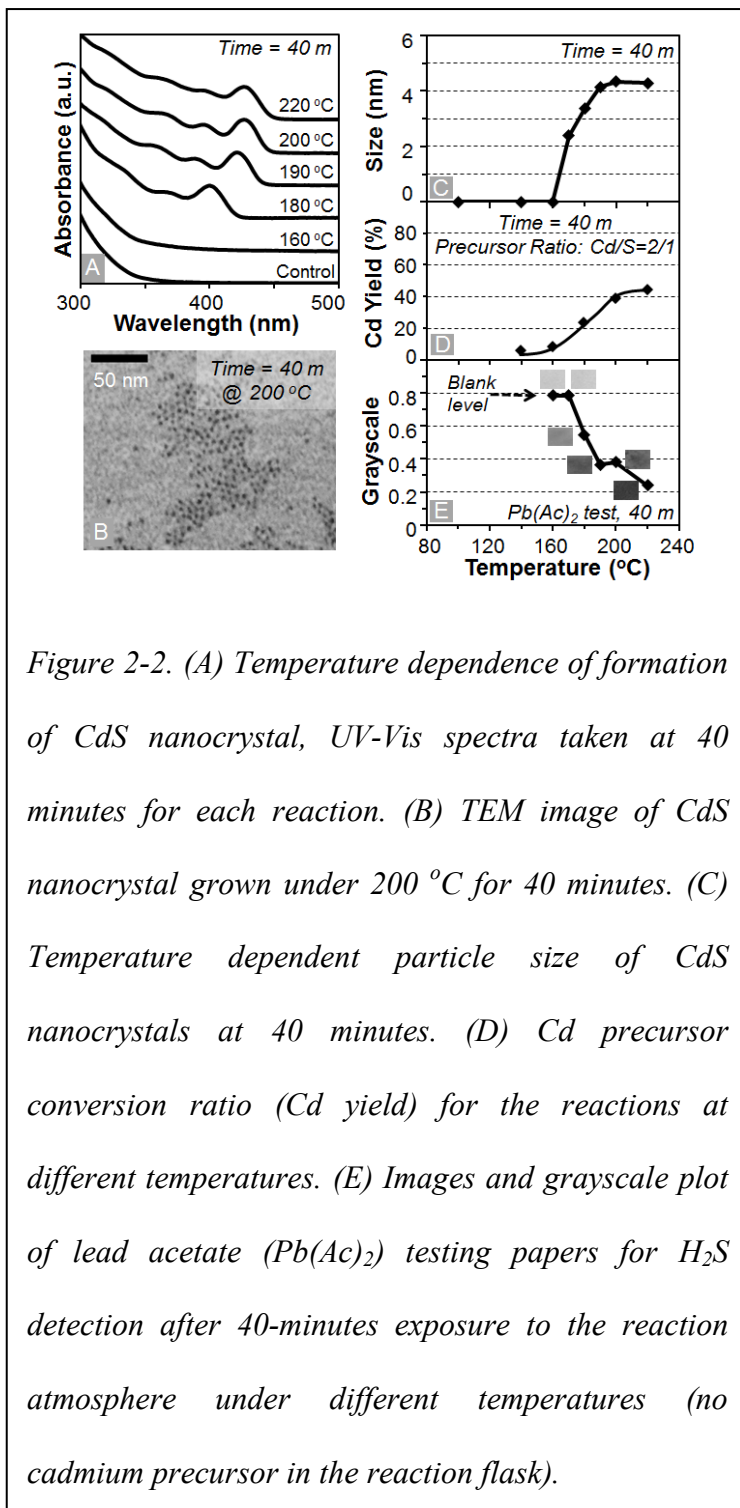 Time = 40 m
220 °C
200 °C
190 °C
180 °C
160 °C
Control
A
Absorbance (a.u.)
300 400 500
Wavelength (nm)
50 nm
Time = 40 m
@ 200 °C
B
Time = 40 m
6
4
2
0
Size (nm)
C
Time = 40 m
Precursor Ratio: Cd/S=2/1
80
60
40
20
0
Cd Yield (%)
D
Blank
level
0.8
0.6
0.4
0.2
0
Grayscale
E
Pb(Ac)₂ test, 40 m
80 120 160 200 240
Temperature (°C)
Figure 2-2. (A) Temperature dependence of formation
of CdS nanocrystal, UV-Vis spectra taken at 40
minutes for each reaction. (B) TEM image of CdS
nanocrystal grown under 200 °C for 40 minutes. (C)
Temperature dependent particle size of CdS
nanocrystals at 40 minutes. (D) Cd precursor
conversion ratio (Cd yield) for the reactions at
different temperatures. (E) Images and grayscale plot
of lead acetate (Pb(Ac)₂) testing papers for H₂S
detection after 40-minutes exposure to the reaction
atmosphere under different temperatures (no
cadmium precursor in the reaction flask).